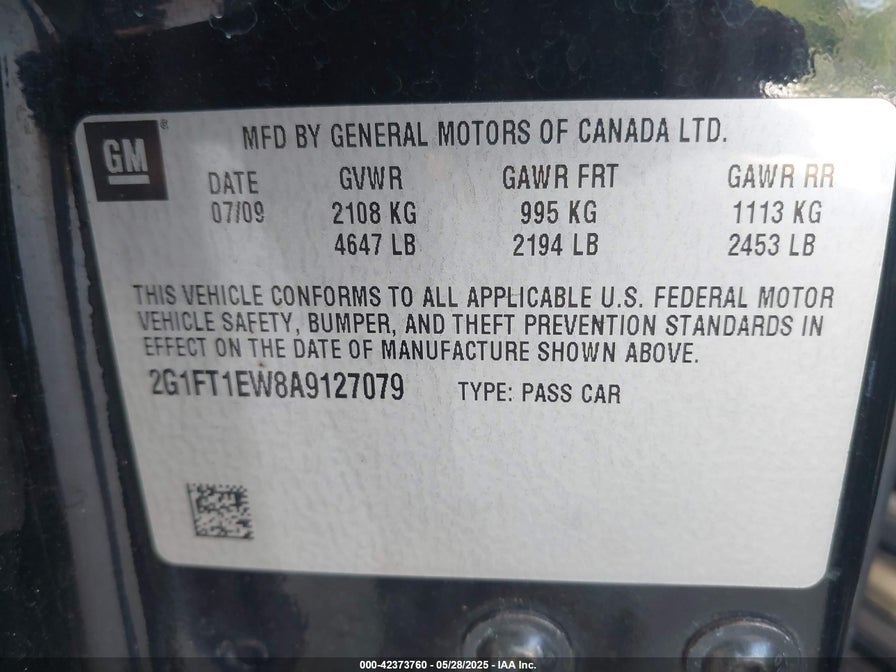 GM
MFD BY GENERAL MOTORS OF CANADA LTD.
DATE GVWR GAWR FRT GAWR RR
07/09 2108 KG 995 KG 1113 KG
4647 LB 2194 LB 2453 LB
THIS VEHICLE CONFORMS TO ALL APPLICABLE U.S. FEDERAL MOTOR
VEHICLE SAFETY, BUMPER, AND THEFT PREVENTION STANDARDS IN
EFFECT ON THE DATE OF MANUFACTURE SHOWN ABOVE.
2G1FT1EW8A9127079 TYPE: PASS CAR
000-42373760 - 05/28/2025 - IAA Inc.